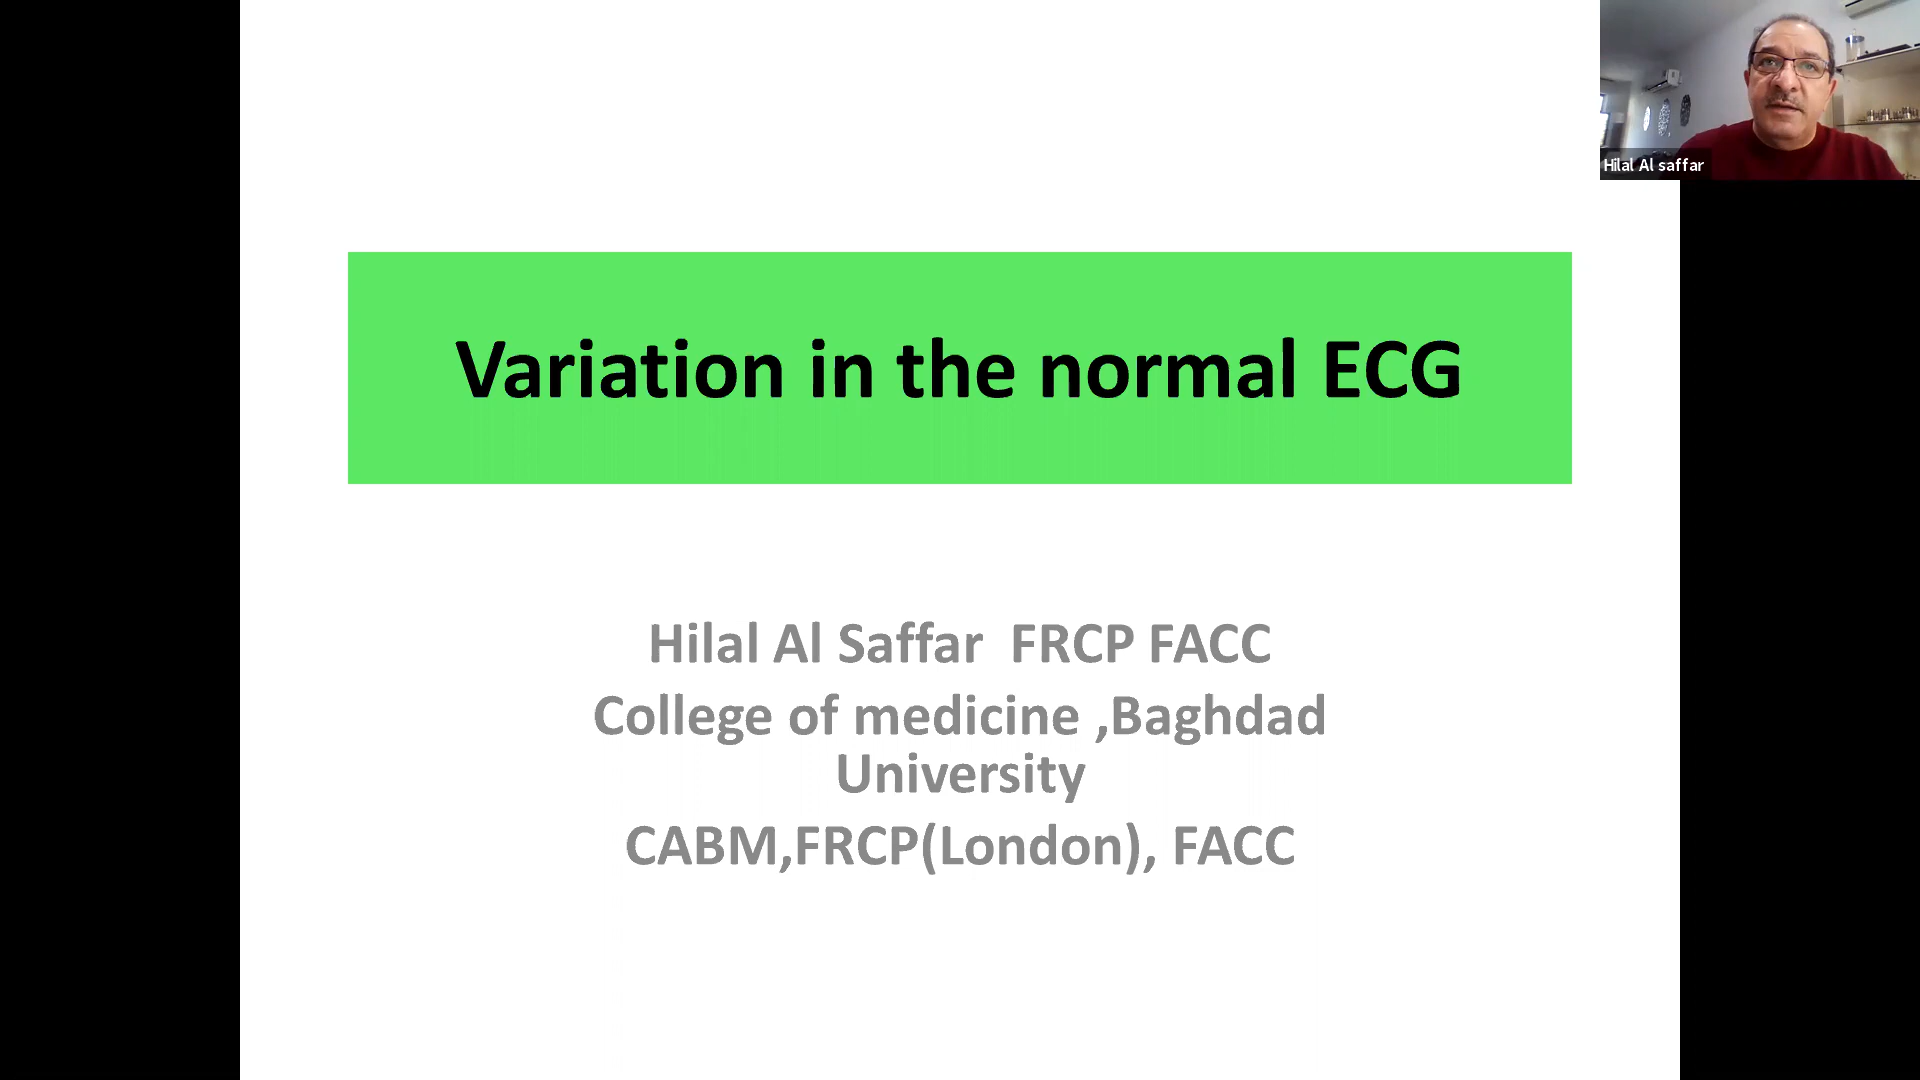 Hilal Al saffar
Variation in the normal ECG
Hilal Al Saffar  FRCP FACC
College of medicine ,Baghdad
University
CABM,FRCP(London), FACC